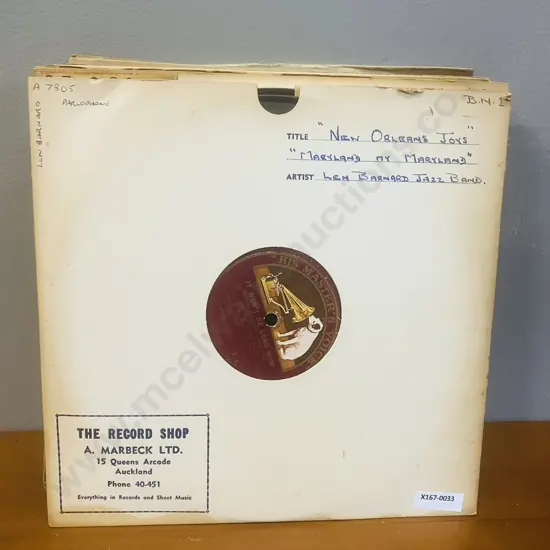 A 7805
PARLOPHONE
LEN BARNARD
B.14.
TITLE "NEW ORLEANS JOYS"
"MARYLAND MY MARYLAND"
ARTIST LEN BARNARD JAZZ BAND.
"HIS MASTER'S VOICE"
THE RECORD SHOP
A. MARBECK LTD.
15 Queens Arcade
Auckland
Phone 40-451
Everything in Records and Sheet Music
X167-0033